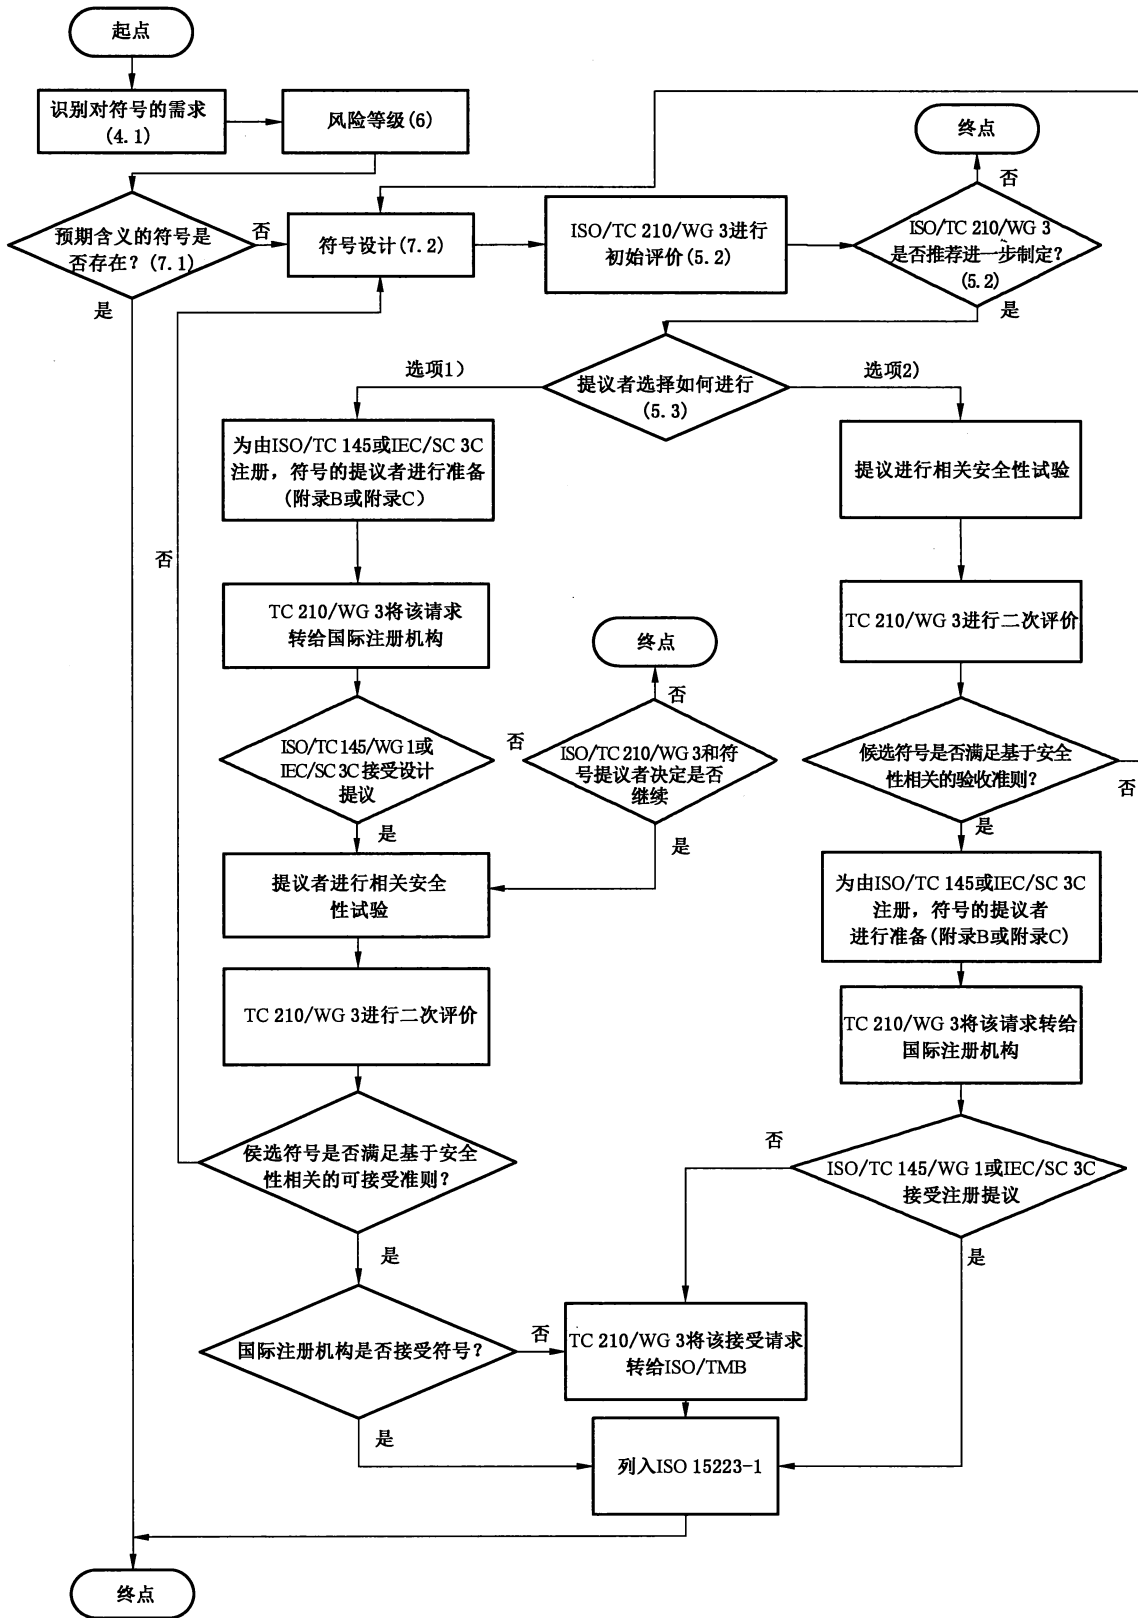 起点
识别对符号的需求
(4.1)
风险等级(6)
终点
否
预期含义的符号是
否存在？(7.1)
否
符号设计(7.2)
ISO/TC 210/WG 3进行
初始评价(5.2)
ISO/TC 210/WG 3
是否推荐进一步制定？
(5.2)
是
是
选项1）
提议者选择如何进行
(5.3)
选项2)
为由ISO/TC 145或IEC/SC 3C
注册，符号的提议者进行准备
(附录B或附录C）
提议进行相关安全性试验
否
TC 210/WG 3将该请求
转给国际注册机构
终点
TC 210/WG 3进行二次评价
否
ISO/TC 145/WG 1或
IEC/SC 3C 接受设计
提议
否
ISO/TC 210/WG 3和符
号提议者决定是否
继续
候选符号是否满足基于安全
性相关的验收准则？
否
是
是
是
提议者进行相关安全
性试验
为由ISO/TC 145或IEC/SC 3C
注册，符号的提议者
进行准备(附录B或附录C)
TC 210/WG 3进行二次评价
TC 210/WG 3将该请求转给
国际注册机构
侯选符号是否满足基于安全
性相关的可接受准则？
否
ISO/TC 145/WG 1或IEC/SC 3C
接受注册提议
是
是
国际注册机构是否接受符号？
否
TC 210/WG 3将该接受请求
转给ISO/TMB
是
列入ISO 15223-1
终点